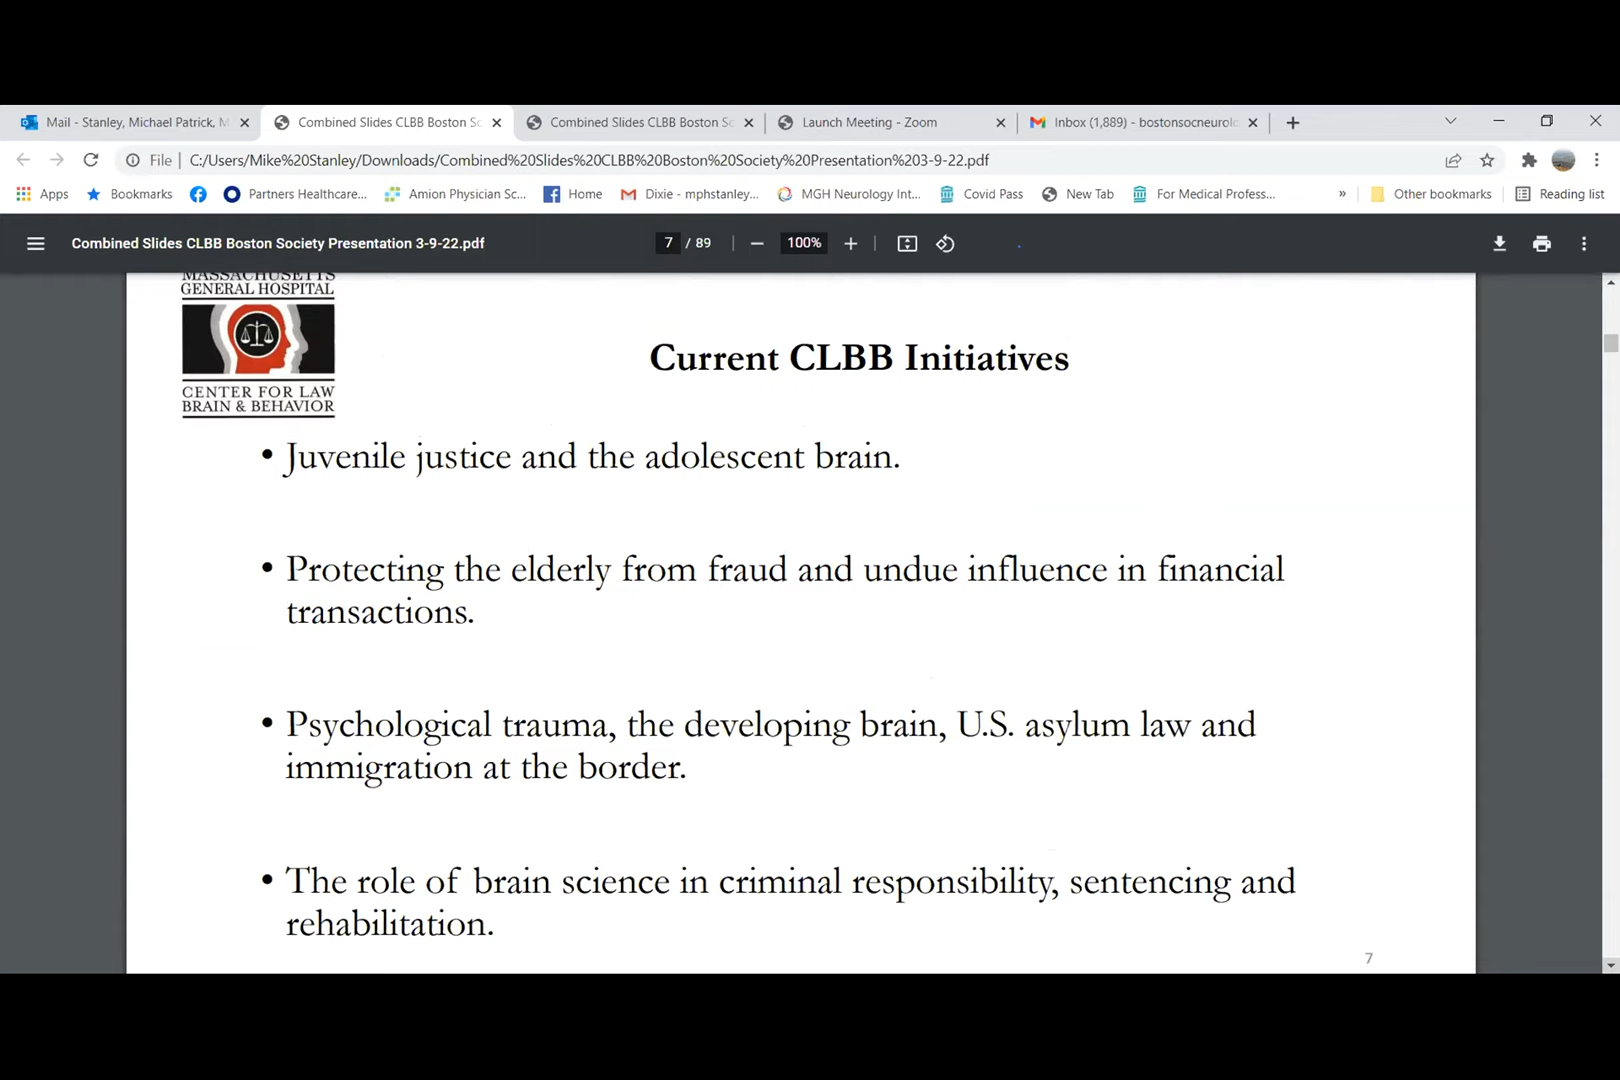 Mail - Stanley, Michael Patrick, M
Combined Slides CLBB Boston Sc
Combined Slides CLBB Boston Sc
Launch Meeting - Zoom
Inbox (1,889) - bostonsocneurolo
File
C:/Users/Mike%20Stanley/Downloads/Combined%20Slides%20CLBB%20Boston%20Society%20Presentation%203-9-22.pdf
Apps
Bookmarks
Partners Healthcare...
Amion Physician Sc...
Home
Dixie - mphstanley...
MGH Neurology Int...
Covid Pass
New Tab
For Medical Profess...
»
Other bookmarks
Reading list
Combined Slides CLBB Boston Society Presentation 3-9-22.pdf
7 / 89
100%
MASSACHUSETTS
GENERAL HOSPITAL
CENTER FOR LAW
BRAIN & BEHAVIOR
Current CLBB Initiatives
• Juvenile justice and the adolescent brain.
• Protecting the elderly from fraud and undue influence in financial
transactions.
• Psychological trauma, the developing brain, U.S. asylum law and
immigration at the border.
• The role of brain science in criminal responsibility, sentencing and
rehabilitation.
7